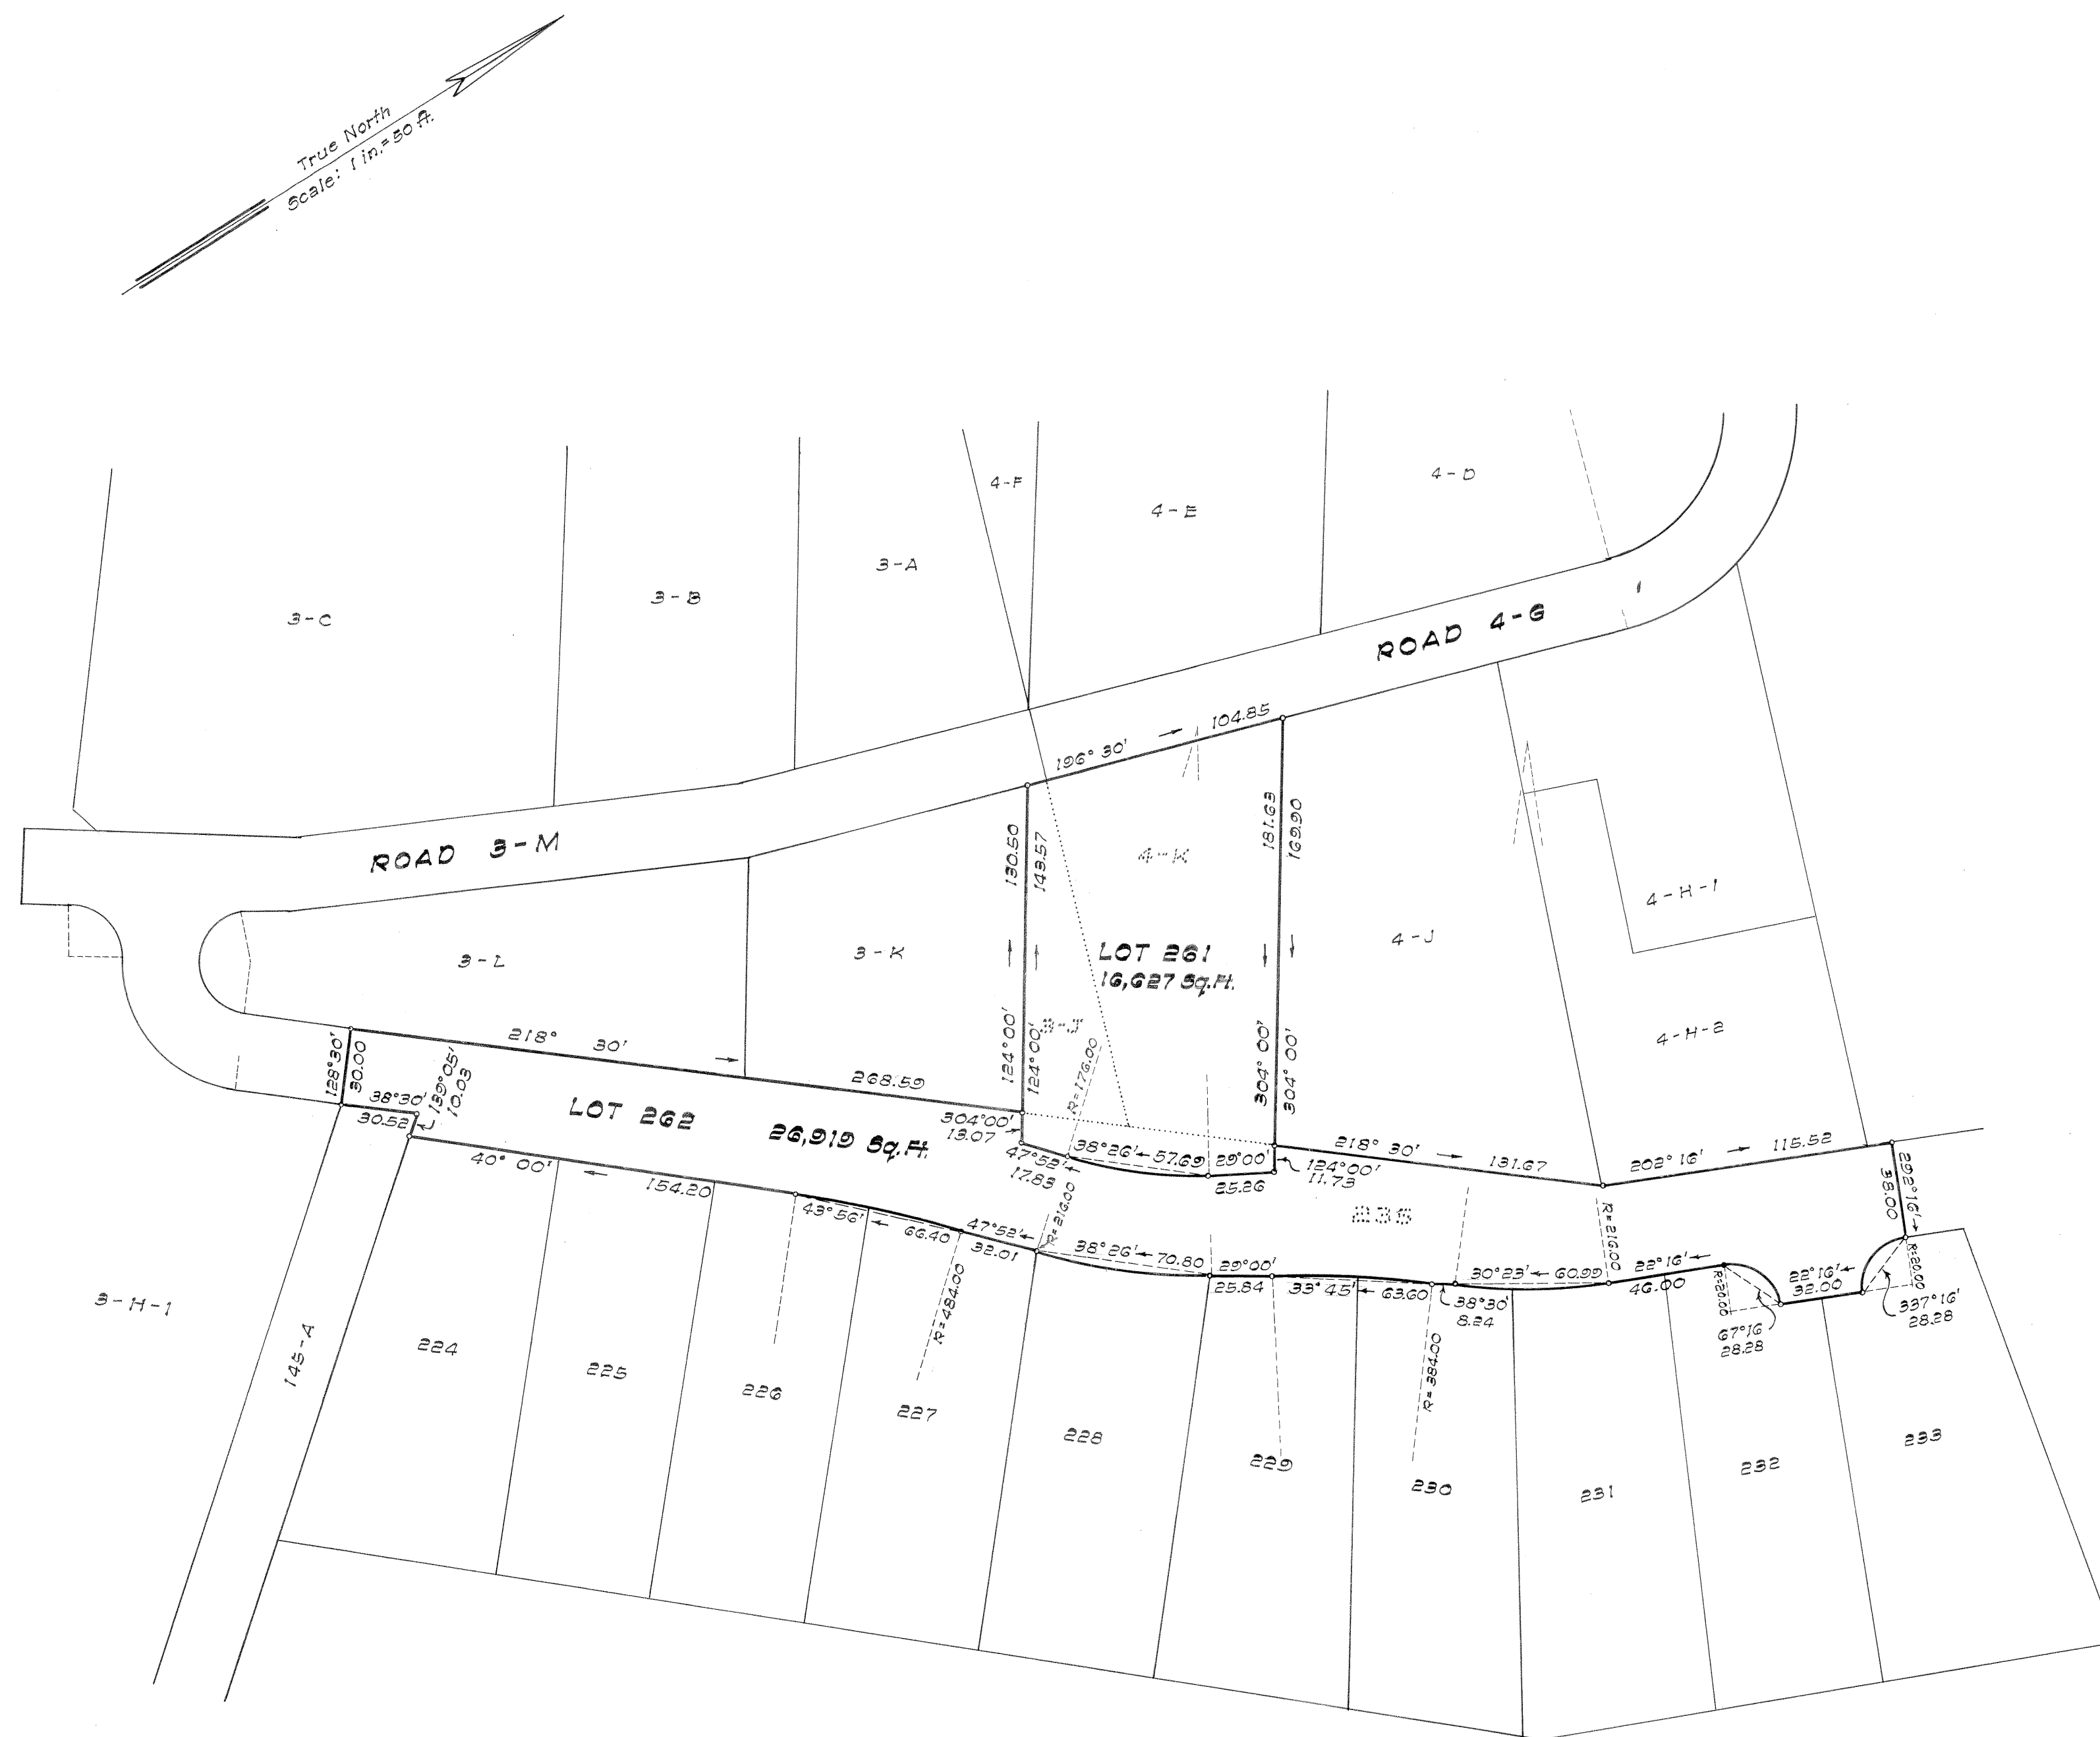 True North
Scale: 1 in.=50 ft.
4-F
4-E
4-D
3-A
3-B
3-C
ROAD 4-G
1
196° 30'
104.85
ROAD 3-M
130.50
143.57
181.63
169.90
4-K
4-H-1
3-L
3-K
LOT 261
16,627 Sq.Ft.
4-J
3-J
R=176.00
4-H-2
124°00'
124°00'
304° 00'
304° 00'
218° 30'
268.59
128°30'
30.00
38°30'
30.52
139°05'
10.03
LOT 262
26,919 Sq.Ft.
304°00'
13.07
47°52'
17.83
38°26'
57.69
29°00'
25.26
124°00'
11.73
218° 30'
131.67
202° 16'
115.52
292°16'
38.00
40° 00'
154.20
235
43°56'
66.40
47°52'
32.01
R=216.00
38°26'
70.80
29°00'
25.84
33°45'
63.60
38°30'
8.24
30°23'
60.99
R=216.00
22°16'
46.00
R=20.00
67°16
28.28
22°16'
32.00
R=20.00
337°16'
28.28
R=484.00
R=384.00
3-H-1
145-A
224
225
226
227
228
229
230
231
232
233